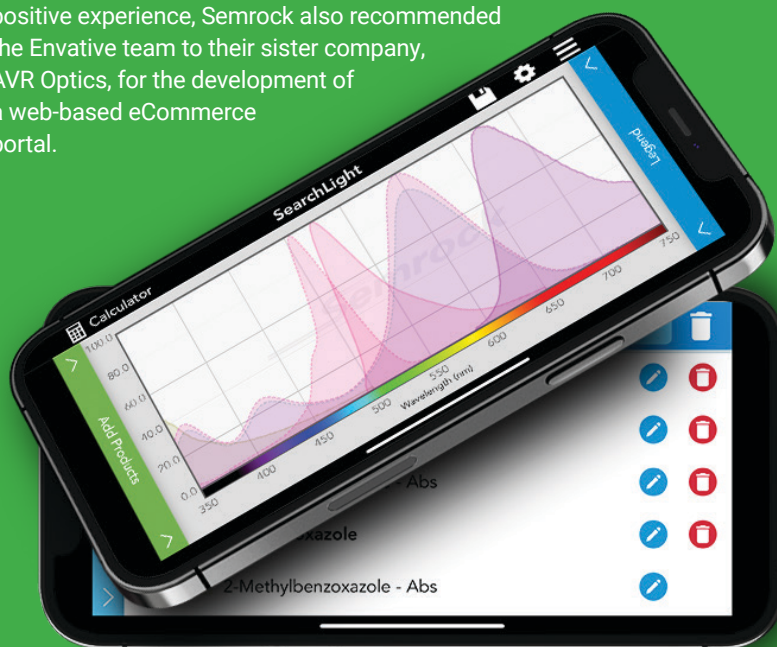 positive experience, Semrock also recommended
the Envative team to their sister company,
AVR Optics, for the development of
a web-based eCommerce
portal.
SearchLight
Calculator
Legend
Add Products
100.0
80.0
60.0
40.0
20.0
0.0
350
400
450
500
550
600
650
700
750
Wavelength (nm)
Semrock
- Abs
oxazole
2-Methylbenzoxazole - Abs